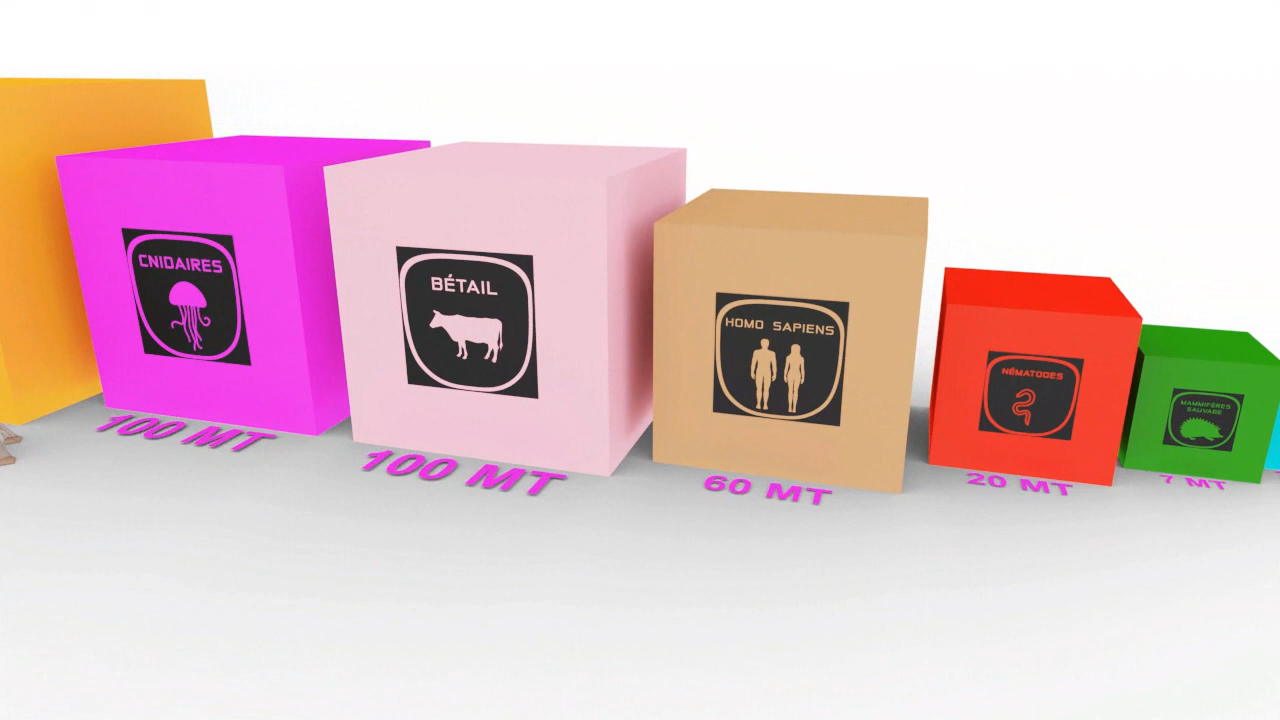 CNIDAIRES
100 MT
BÉTAIL
100 MT
HOMO SAPIENS
60 MT
NÉMATODES
20 MT
MAMMIFÈRES
SAUVAGE
7 MT